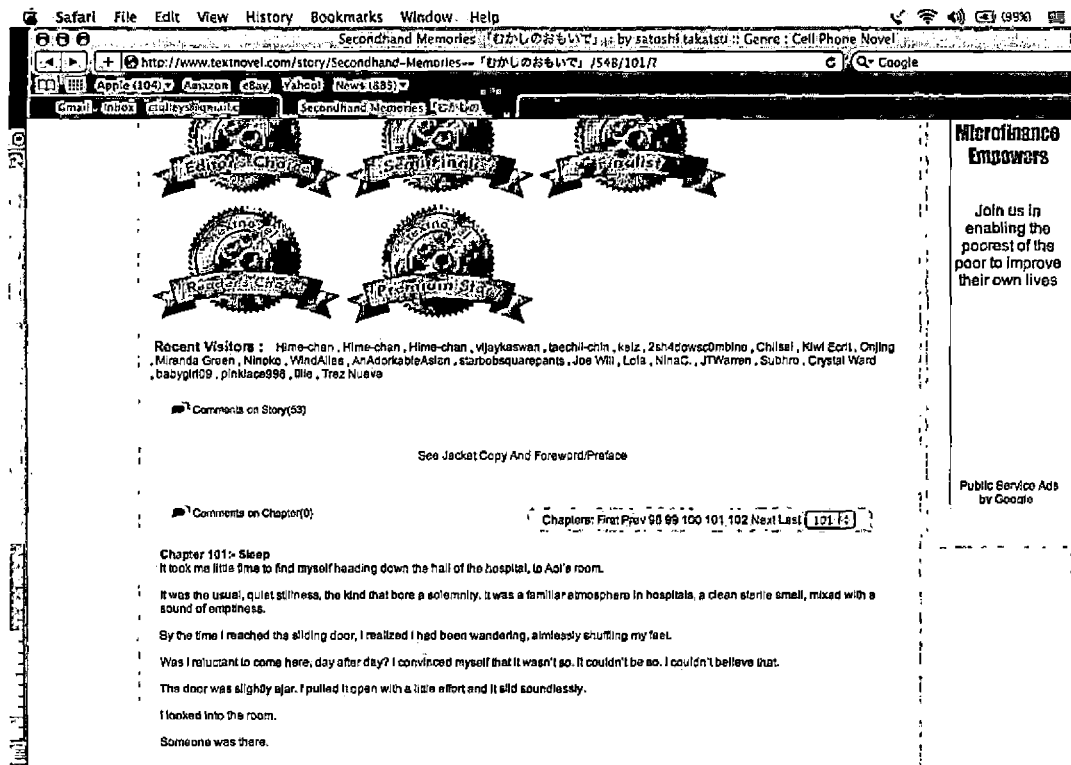 Safari File Edit View History Bookmarks Window Help (99%)
Secondhand Memories 『むかしのおもいで』 :: by satoshi takatsu :: Genre : Cell Phone Novel
http://www.textnovel.com/story/Secondhand-Memories--『むかしのおもいで』/548/101/? Google
Apple (104) Amazon eBay Yahoo! News (885)
Gmail - Inbox Secondhand Memories
Editor's Choice Semi Finalist Finalist
Reader's Choice Premium Story
Microfinance
Empowers
Join us in
enabling the
poorest of the
poor to improve
their own lives
Public Service Ads
by Google
Recent Visitors : Hime-chan , Hime-chan , Hime-chan , vijaykaswan , taechii-chin , kelz , 2sh4dowsc0mbine , Chilsai , Kiwi Ecrit , Onjing
, Miranda Green , Ninoko , WindAlies , AnAdorkableAsian , starbobsquarepants , Joe Will , Lola , NinaC. , JTWarren , Subhro , Crystal Ward
, babygirl09 , pinklace998 , Illie , Trez Nueva
Comments on Story(53)
See Jacket Copy And Foreword/Preface
Comments on Chapter(0)
Chapters: First Prev 98 99 100 101 102 Next Last 101
Chapter 101:- Sleep
It took me little time to find myself heading down the hall of the hospital, to Aoi's room.
It was the usual, quiet stillness, the kind that bore a solemnity. It was a familiar atmosphere in hospitals, a clean sterile smell, mixed with a
sound of emptiness.
By the time I reached the sliding door, I realized I had been wandering, aimlessly shuffling my feet.
Was I reluctant to come here, day after day? I convinced myself that it wasn't so. It couldn't be so. I couldn't believe that.
The door was slightly ajar. I pulled it open with a little effort and it slid soundlessly.
I looked into the room.
Someone was there.